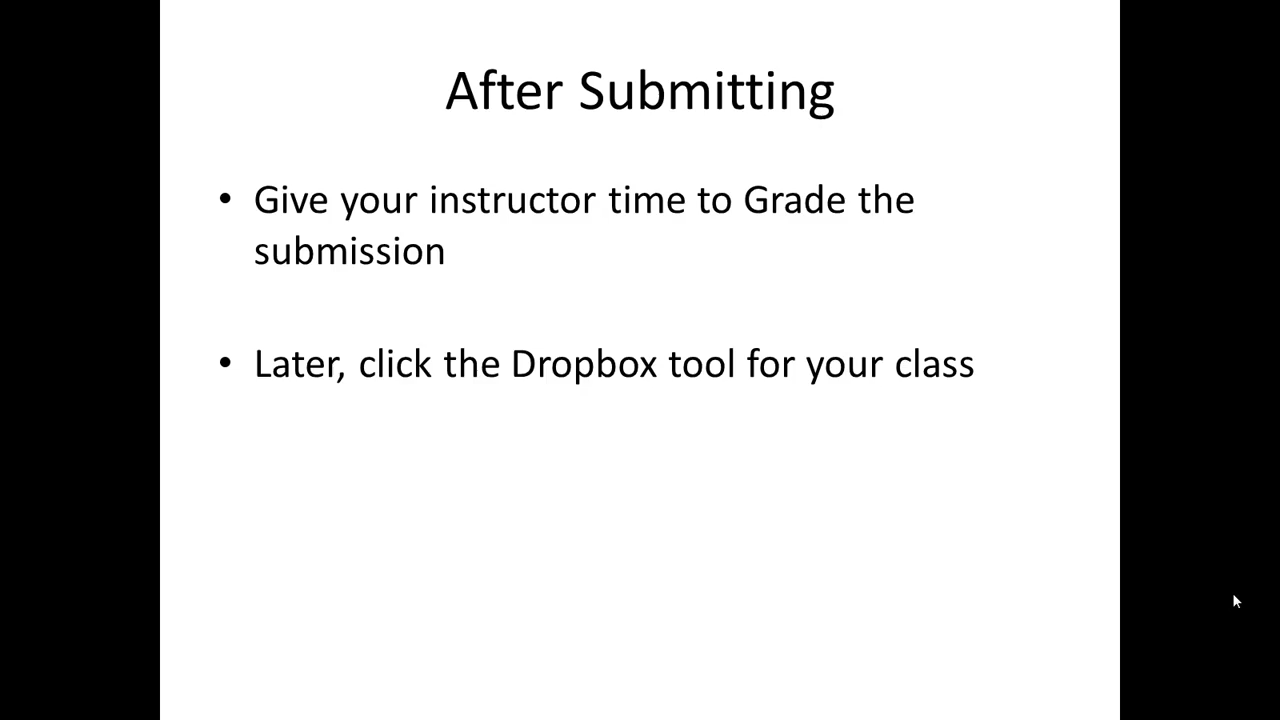 After Submitting
• Give your instructor time to Grade the
submission
• Later, click the Dropbox tool for your class